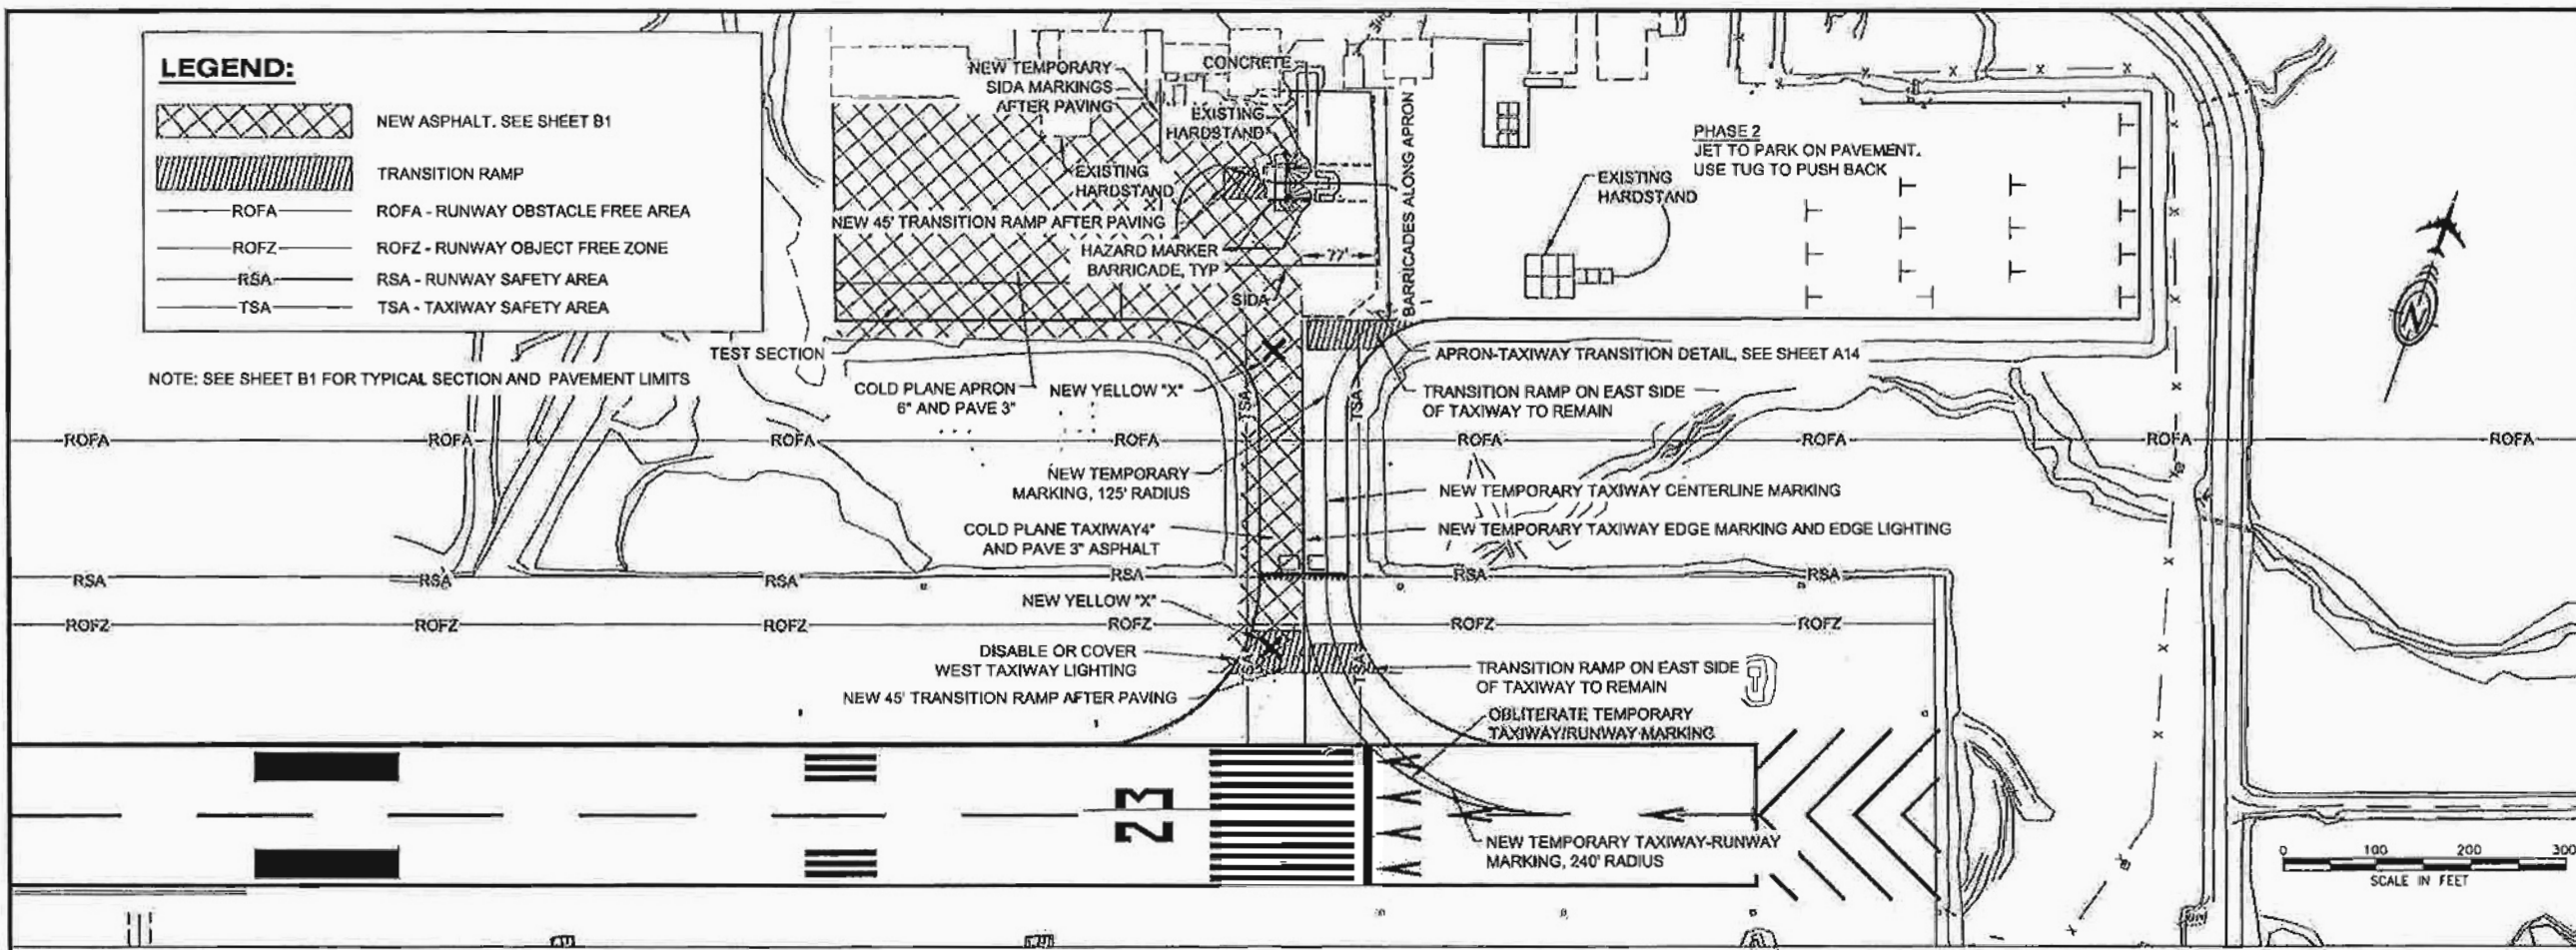 LEGEND:
NEW ASPHALT. SEE SHEET B1
TRANSITION RAMP
ROFA
ROFA - RUNWAY OBSTACLE FREE AREA
ROFZ
ROFZ - RUNWAY OBJECT FREE ZONE
RSA
RSA - RUNWAY SAFETY AREA
TSA
TSA - TAXIWAY SAFETY AREA
NOTE: SEE SHEET B1 FOR TYPICAL SECTION AND PAVEMENT LIMITS
NEW TEMPORARY
SIDA MARKINGS
AFTER PAVING
CONCRETE
EXISTING
HARDSTAND
EXISTING
HARDSTAND
NEW 45' TRANSITION RAMP AFTER PAVING
HAZARD MARKER
BARRICADE, TYP
77'
SIDA
BARRICADES ALONG APRON
PHASE 2
JET TO PARK ON PAVEMENT.
USE TUG TO PUSH BACK
EXISTING
HARDSTAND
N
TEST SECTION
COLD PLANE APRON
6" AND PAVE 3"
NEW YELLOW "X"
TSA
TSA
APRON-TAXIWAY TRANSITION DETAIL, SEE SHEET A14
TRANSITION RAMP ON EAST SIDE
OF TAXIWAY TO REMAIN
ROFA
ROFA
ROFA
ROFA
ROFA
ROFA
ROFA
ROFA
NEW TEMPORARY
MARKING, 125' RADIUS
NEW TEMPORARY TAXIWAY CENTERLINE MARKING
COLD PLANE TAXIWAY4"
AND PAVE 3" ASPHALT
NEW TEMPORARY TAXIWAY EDGE MARKING AND EDGE LIGHTING
RSA
RSA
RSA
RSA
RSA
RSA
NEW YELLOW "X"
ROFZ
ROFZ
ROFZ
ROFZ
ROFZ
ROFZ
DISABLE OR COVER
WEST TAXIWAY LIGHTING
TSA
TSA
NEW 45' TRANSITION RAMP AFTER PAVING
TRANSITION RAMP ON EAST SIDE
OF TAXIWAY TO REMAIN
OBLITERATE TEMPORARY
TAXIWAY/RUNWAY MARKING
23
NEW TEMPORARY TAXIWAY-RUNWAY
MARKING, 240' RADIUS
0 100 200 300
SCALE IN FEET